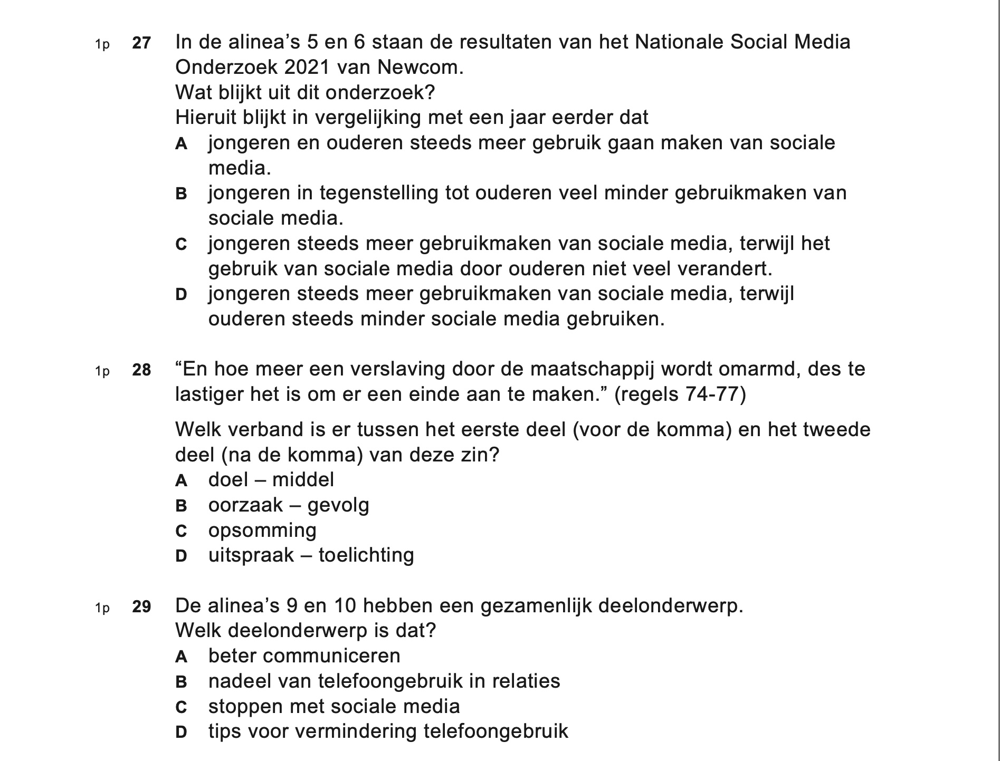 1p 27 In de alinea’s 5 en 6 staan de resultaten van het Nationale Social Media
Onderzoek 2021 van Newcom.
Wat blijkt uit dit onderzoek?
Hieruit blijkt in vergelijking met een jaar eerder dat
A jongeren en ouderen steeds meer gebruik gaan maken van sociale
media.
B jongeren in tegenstelling tot ouderen veel minder gebruikmaken van
sociale media.
C jongeren steeds meer gebruikmaken van sociale media, terwijl het
gebruik van sociale media door ouderen niet veel verandert.
D jongeren steeds meer gebruikmaken van sociale media, terwijl
ouderen steeds minder sociale media gebruiken.
1p 28 “En hoe meer een verslaving door de maatschappij wordt omarmd, des te
lastiger het is om er een einde aan te maken.” (regels 74-77)
Welk verband is er tussen het eerste deel (voor de komma) en het tweede
deel (na de komma) van deze zin?
A doel – middel
B oorzaak – gevolg
C opsomming
D uitspraak – toelichting
1p 29 De alinea’s 9 en 10 hebben een gezamenlijk deelonderwerp.
Welk deelonderwerp is dat?
A beter communiceren
B nadeel van telefoongebruik in relaties
C stoppen met sociale media
D tips voor vermindering telefoongebruik